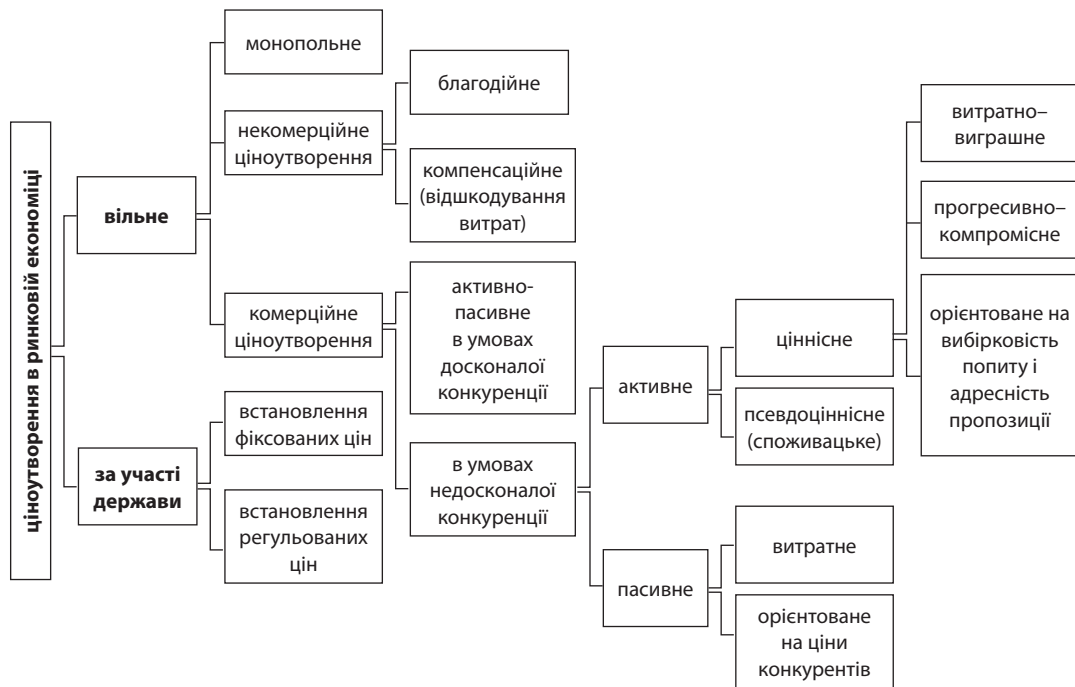 ціноутворення в ринковій економіці
вільне
за участі
держави
монопольне
некомерційне
ціноутворення
комерційне
ціноутворення
встановлення
фіксованих цін
встановлення
регульованих
цін
благодійне
компенсаційне
(відшкодування
витрат)
активно-
пасивне
в умовах
досконалої
конкуренції
в умовах
недосконалої
конкуренції
активне
пасивне
ціннісне
псевдоціннісне
(споживацьке)
витратне
орієнтоване
на ціни
конкурентів
витратно–
виграшне
прогресивно–
компромісне
орієнтоване на
вибірковість
попиту і
адресність
пропозиції